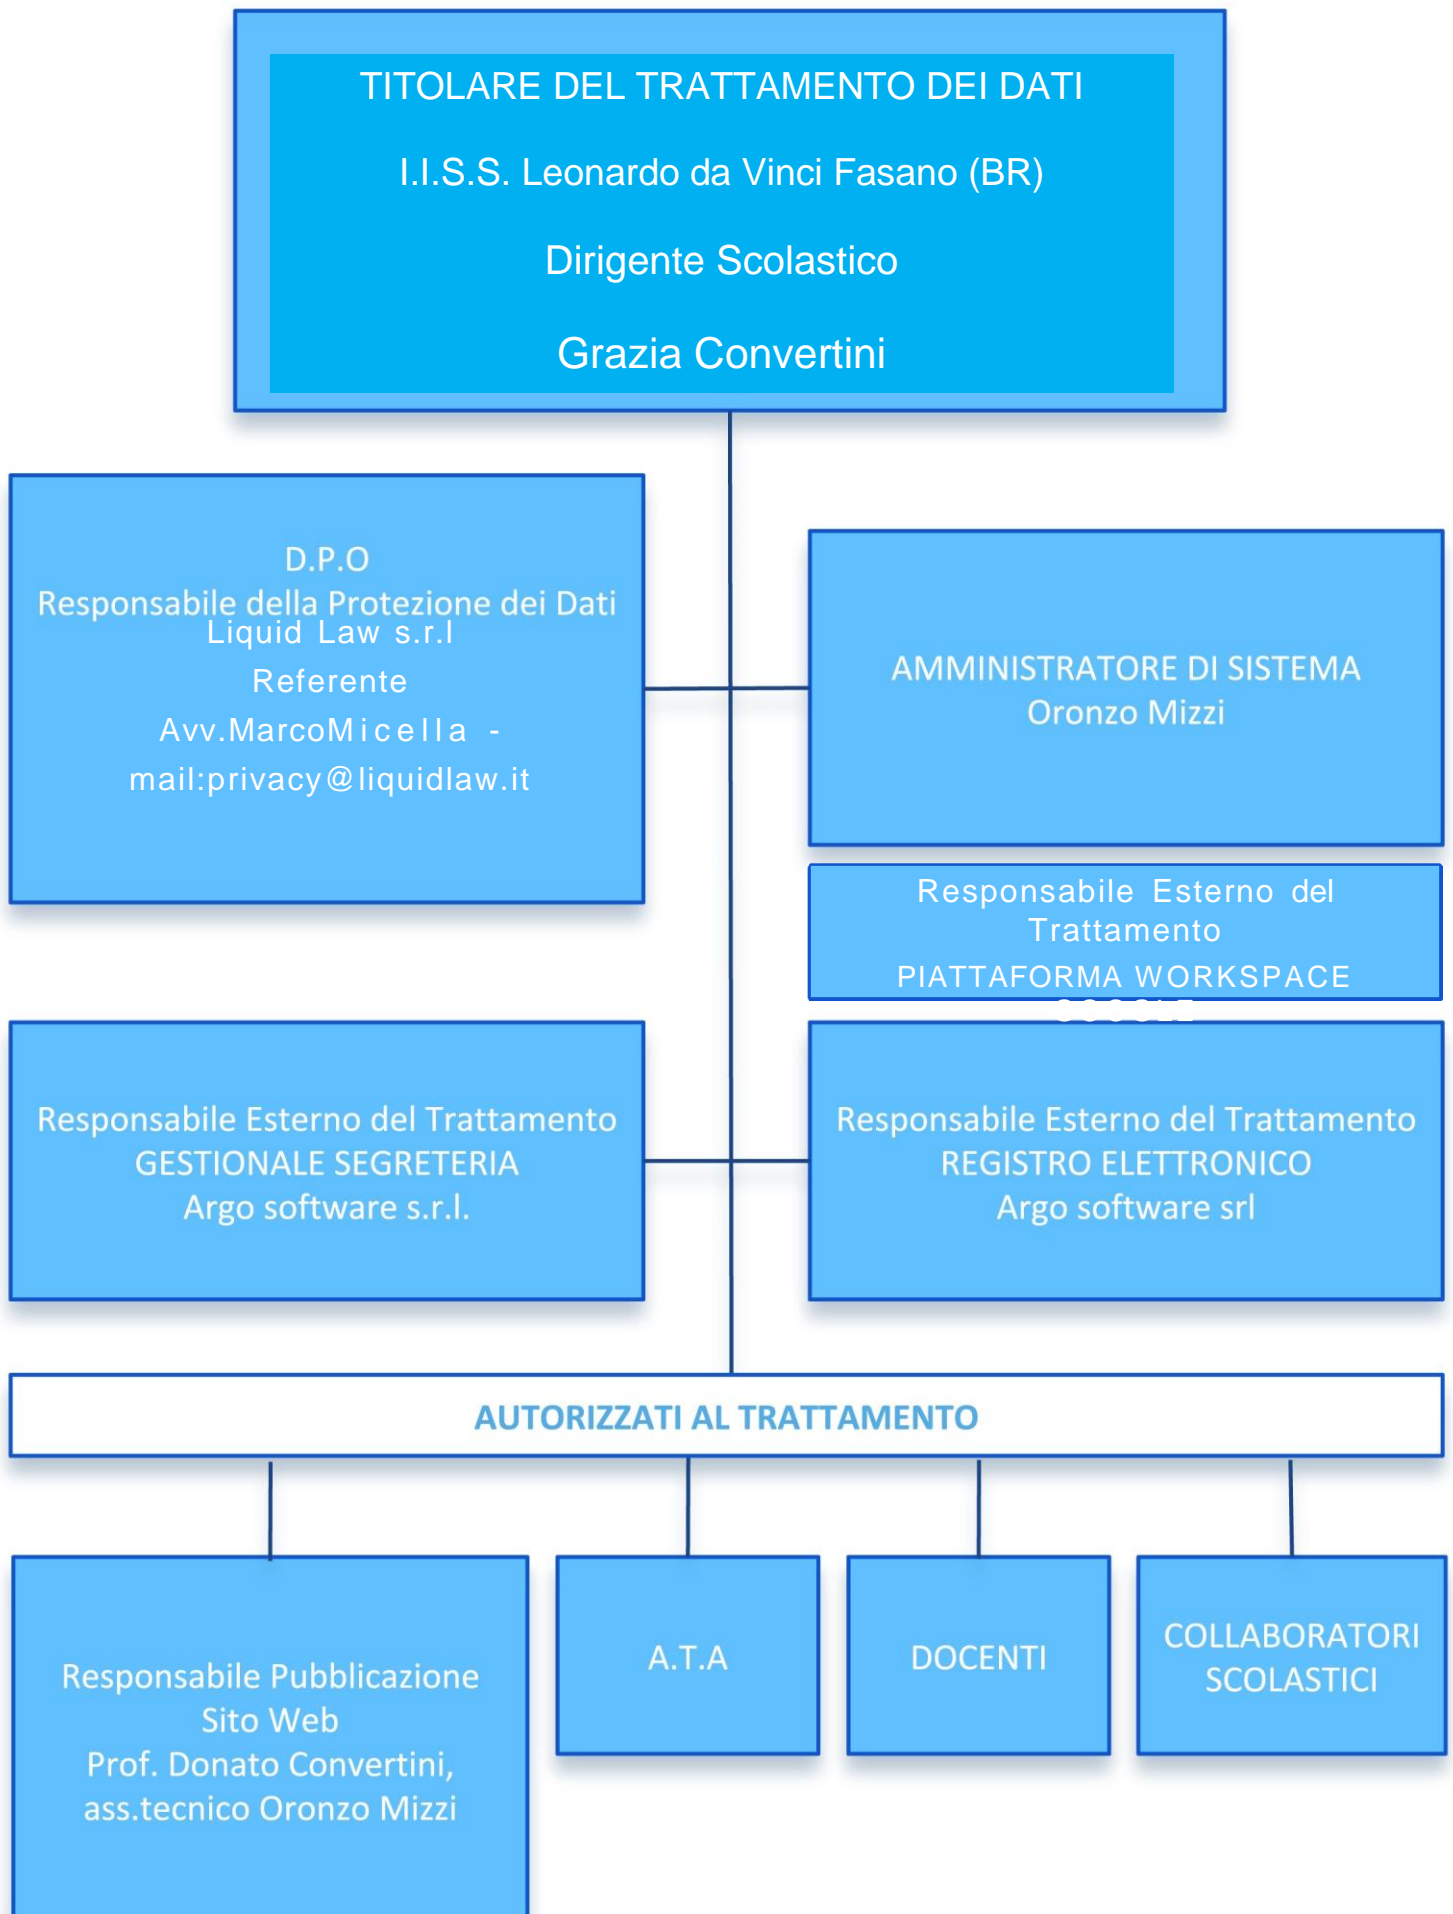 TITOLARE DEL TRATTAMENTO DEI DATI
I.I.S.S. Leonardo da Vinci Fasano (BR)
Dirigente Scolastico
Grazia Convertini
D.P.O
Responsabile della Protezione dei Dati
Liquid Law s.r.l
Referente
Avv.MarcoMicella -
mail:privacy@liquidlaw.it
AMMINISTRATORE DI SISTEMA
Oronzo Mizzi
Responsabile Esterno del
Trattamento
PIATTAFORMA WORKSPACE
Responsabile Esterno del Trattamento
GESTIONALE SEGRETERIA
Argo software s.r.l.
Responsabile Esterno del Trattamento
REGISTRO ELETTRONICO
Argo software srl
AUTORIZZATI AL TRATTAMENTO
Responsabile Pubblicazione
Sito Web
Prof. Donato Convertini,
ass.tecnico Oronzo Mizzi
A.T.A
DOCENTI
COLLABORATORI
SCOLASTICI